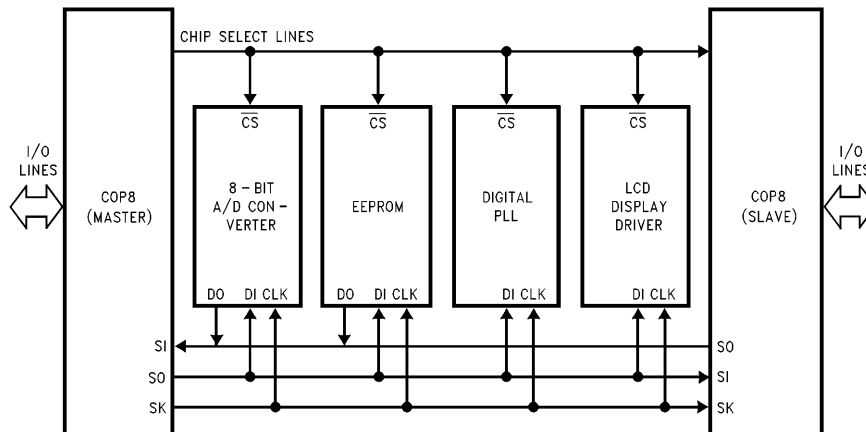 CHIP SELECT LINES
I/O
LINES
COP8
(MASTER)
CS
8 - BIT
A/D CON -
VERTER
DO DI CLK
CS
EEPROM
DO DI CLK
CS
DIGITAL
PLL
DI CLK
CS
LCD
DISPLAY
DRIVER
DI CLK
COP8
(SLAVE)
I/O
LINES
SI
SO
SO
SI
SK
SK